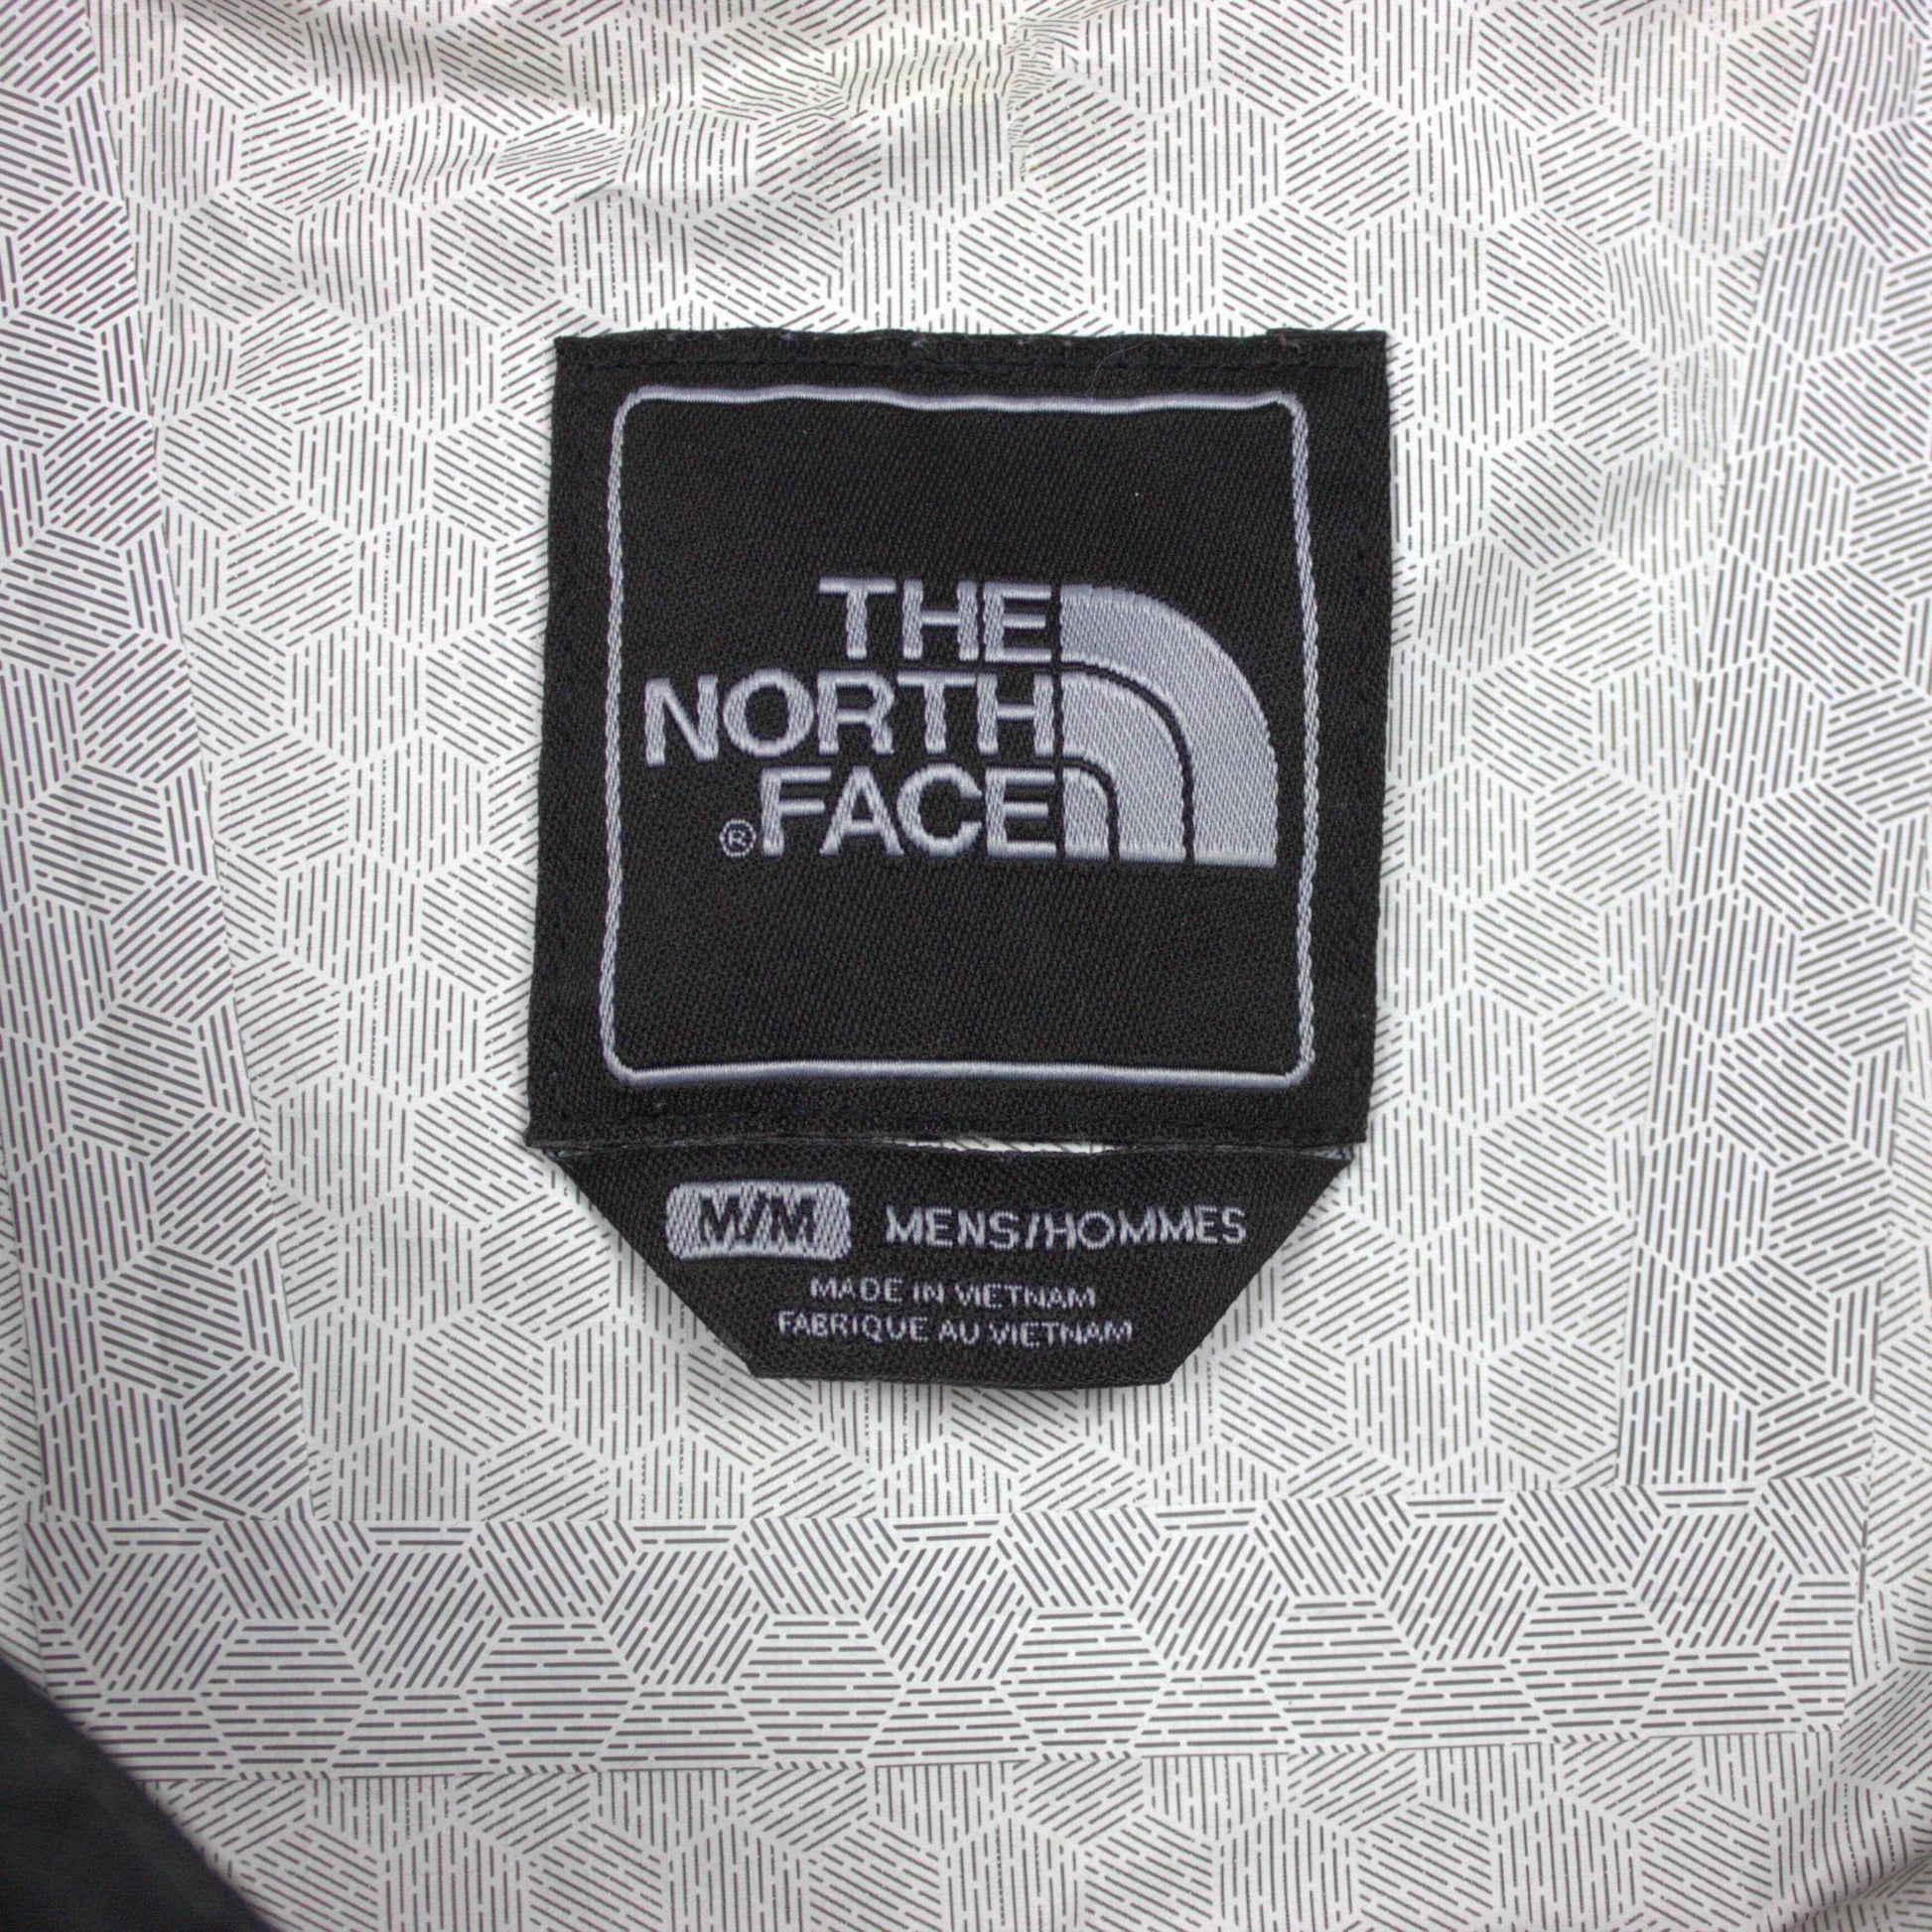 THE
NORTH
® FACE
M/M MENS/HOMMES
MADE IN VIETNAM
FABRIQUE AU VIETNAM